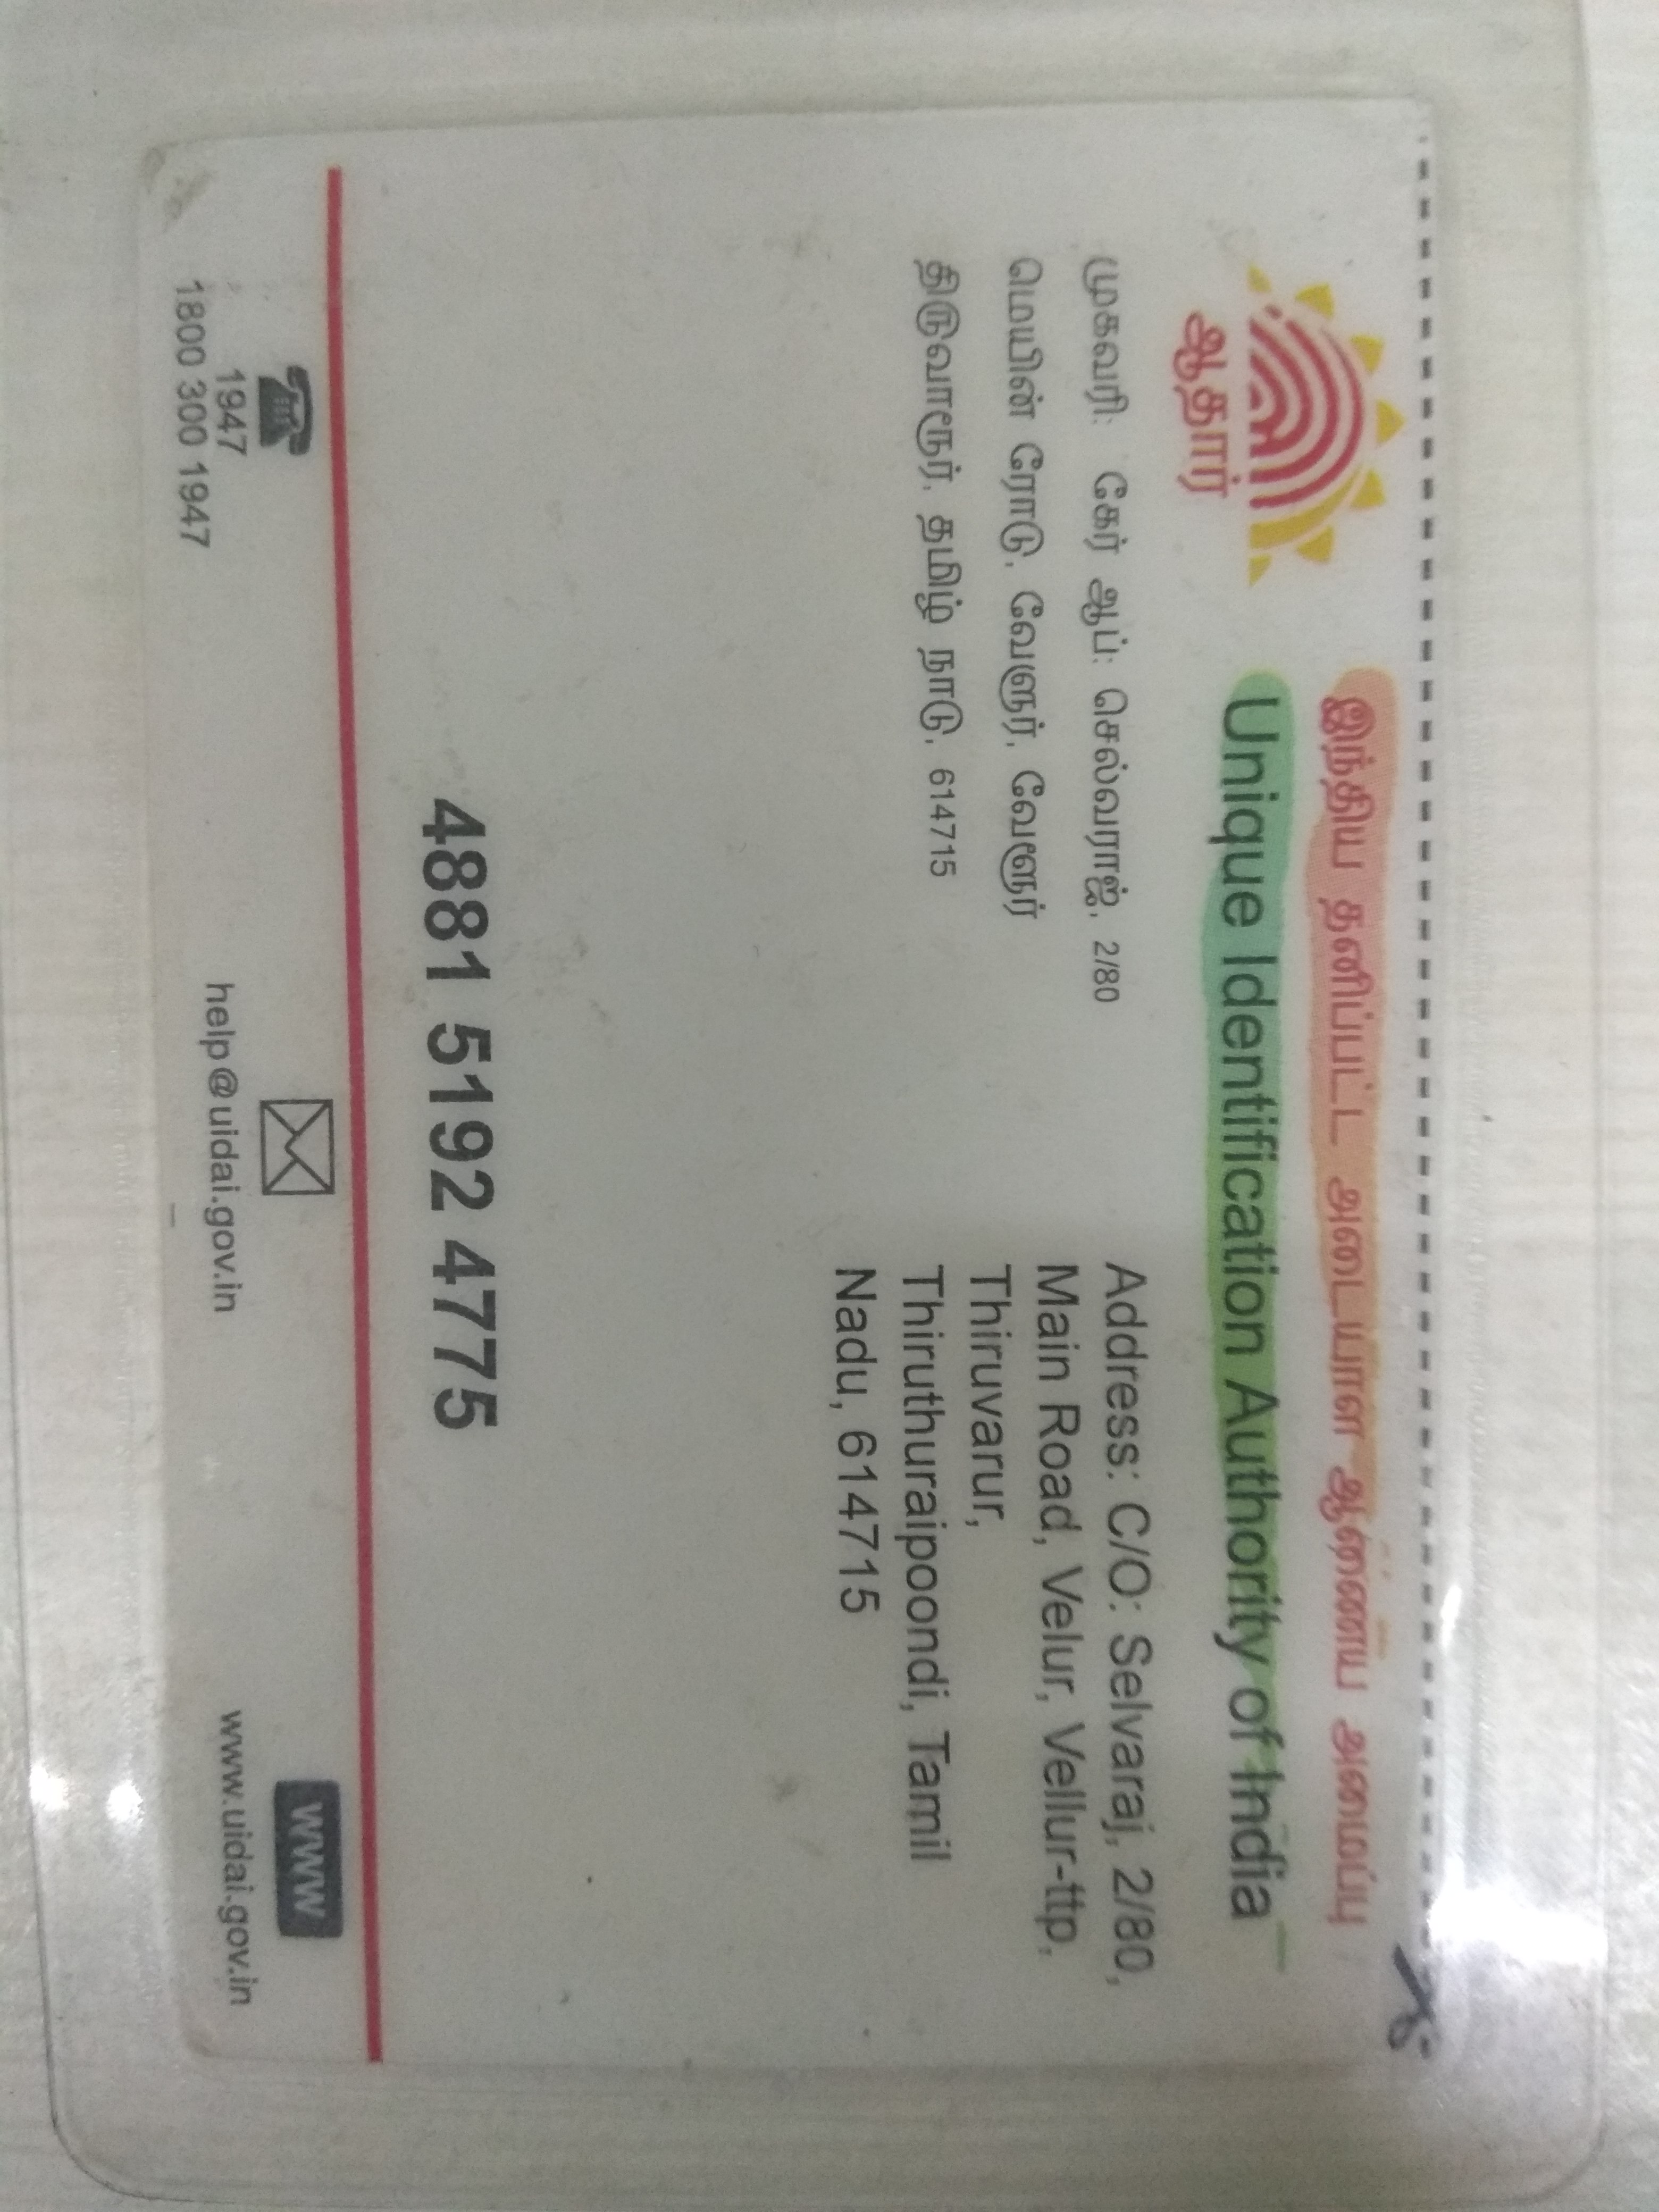 இந்திய தனிப்பட்ட அடையாள ஆணைய அமைப்பு
Unique Identification Authority of India
ஆதார்
முகவரி: கேர் ஆப்: செல்வராஜ், 2/80
மெயின் ரோடு, வேளுர், வேளூர்
திருவாரூர், தமிழ் நாடு, 614715
Address: C/O: Selvaraj, 2/80,
Main Road, Velur, Vellur-ttp,
Thiruvarur,
Thiruthuraipoondi, Tamil
Nadu, 614715
4881 5192 4775
1947
1800 300 1947
help@uidai.gov.in
www
www.uidai.gov.in